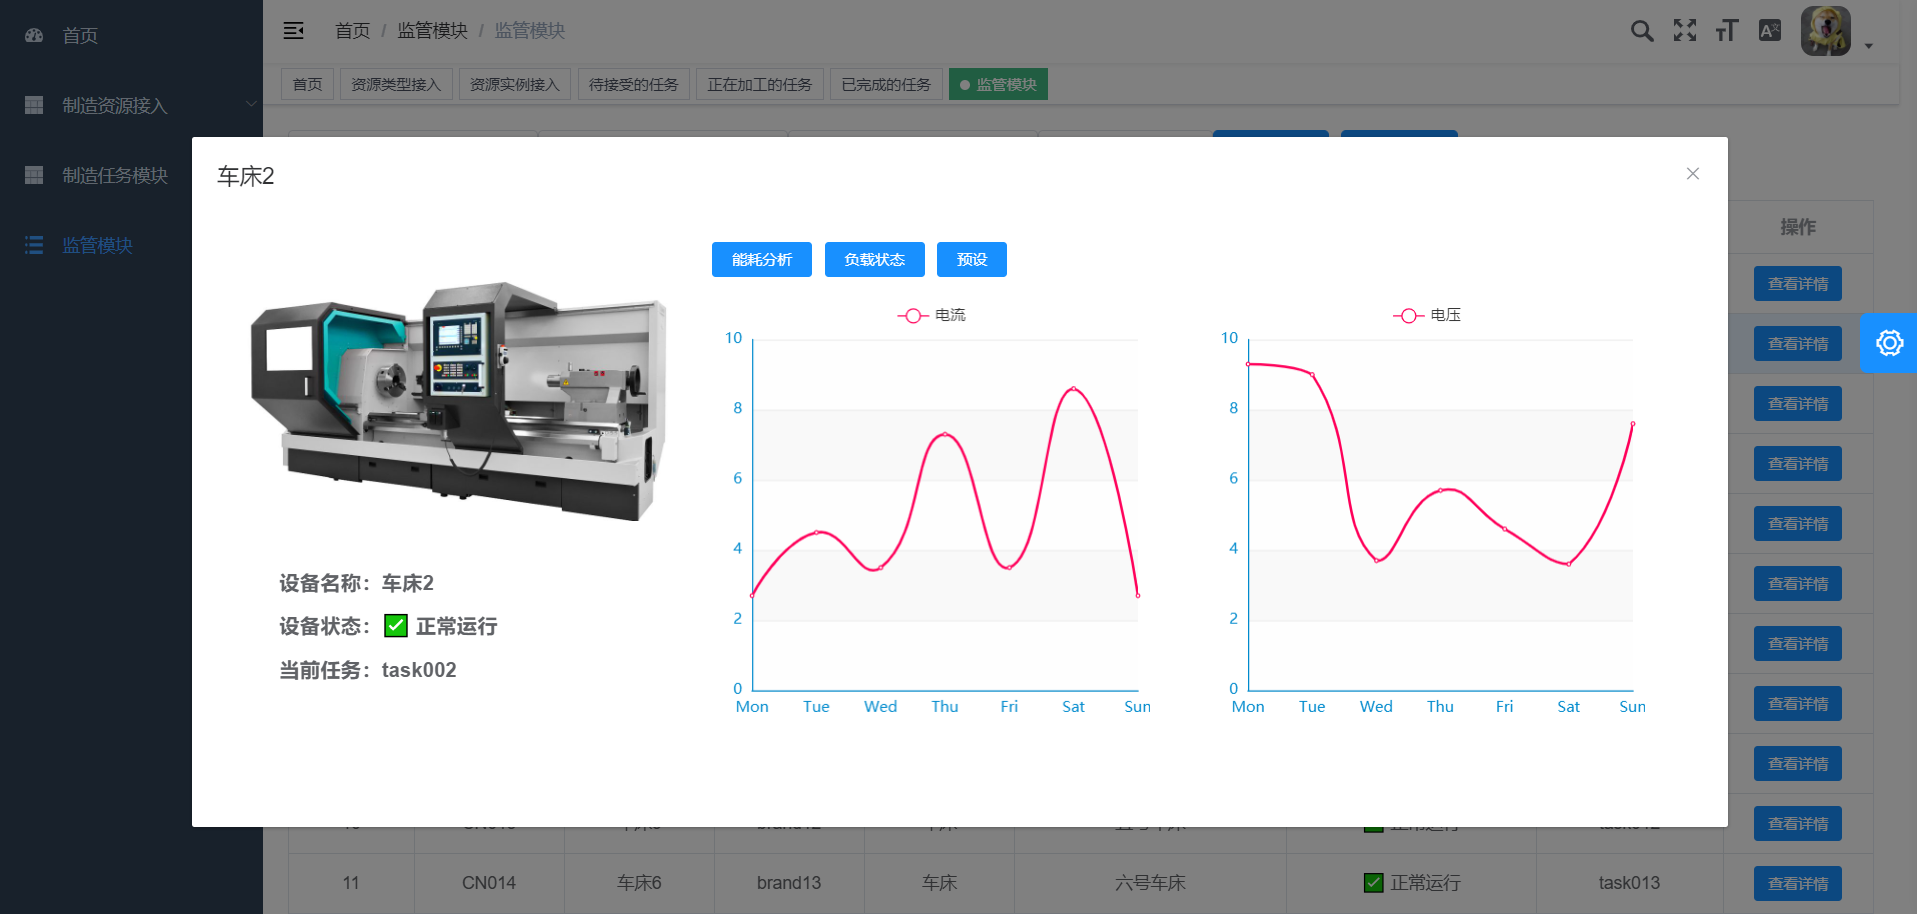 首页
制造资源接入
制造任务模块
监管模块
首页 / 监管模块 / 监管模块
首页 资源类型接入 资源实例接入 待接受的任务 正在加工的任务 已完成的任务 监管模块
车床2
能耗分析 负载状态 预设
设备名称：车床2
设备状态：✅ 正常运行
当前任务：task002
电流
10
8
6
4
2
0
Mon Tue Wed Thu Fri Sat Sun
电压
10
8
6
4
2
0
Mon Tue Wed Thu Fri Sat Sun
操作
查看详情
查看详情
查看详情
查看详情
查看详情
查看详情
查看详情
查看详情
查看详情
查看详情
11 CN014 车床6 brand13 车床 六号车床 ✅ 正常运行 task013 查看详情